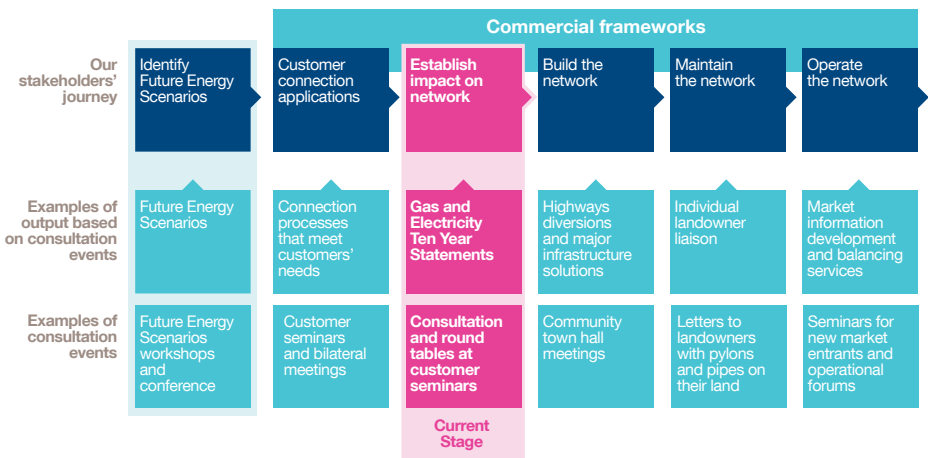 Commercial frameworks
Our
stakeholders'
journey
Identify
Future Energy
Scenarios
Customer
connection
applications
Establish
impact on
network
Build the
network
Maintain
the network
Operate
the network
Examples of
output based
on consultation
events
Future Energy
Scenarios
Connection
processes
that meet
customers'
needs
Gas and
Electricity
Ten Year
Statements
Highways
diversions
and major
infrastructure
solutions
Individual
landowner
liaison
Market
information
development
and balancing
services
Examples of
consultation
events
Future Energy
Scenarios
workshops
and
conference
Customer
seminars
and bilateral
meetings
Consultation
and round
tables at
customer
seminars
Community
town hall
meetings
Letters to
landowners
with pylons
and pipes on
their land
Seminars for
new market
entrants and
operational
forums
Current
Stage